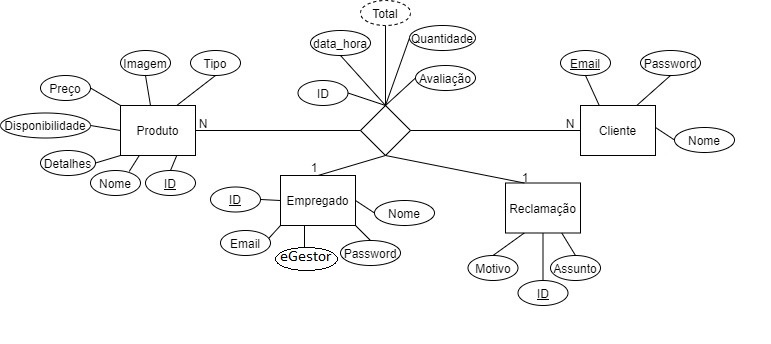 Total
data_hora
Quantidade
Imagem
Tipo
Email
Password
Preço
ID
Avaliação
Disponibilidade
Produto
N
N
Cliente
Nome
Detalhes
Nome
ID
1
1
ID
Empregado
Nome
Reclamação
Email
eGestor
Password
Motivo
Assunto
ID